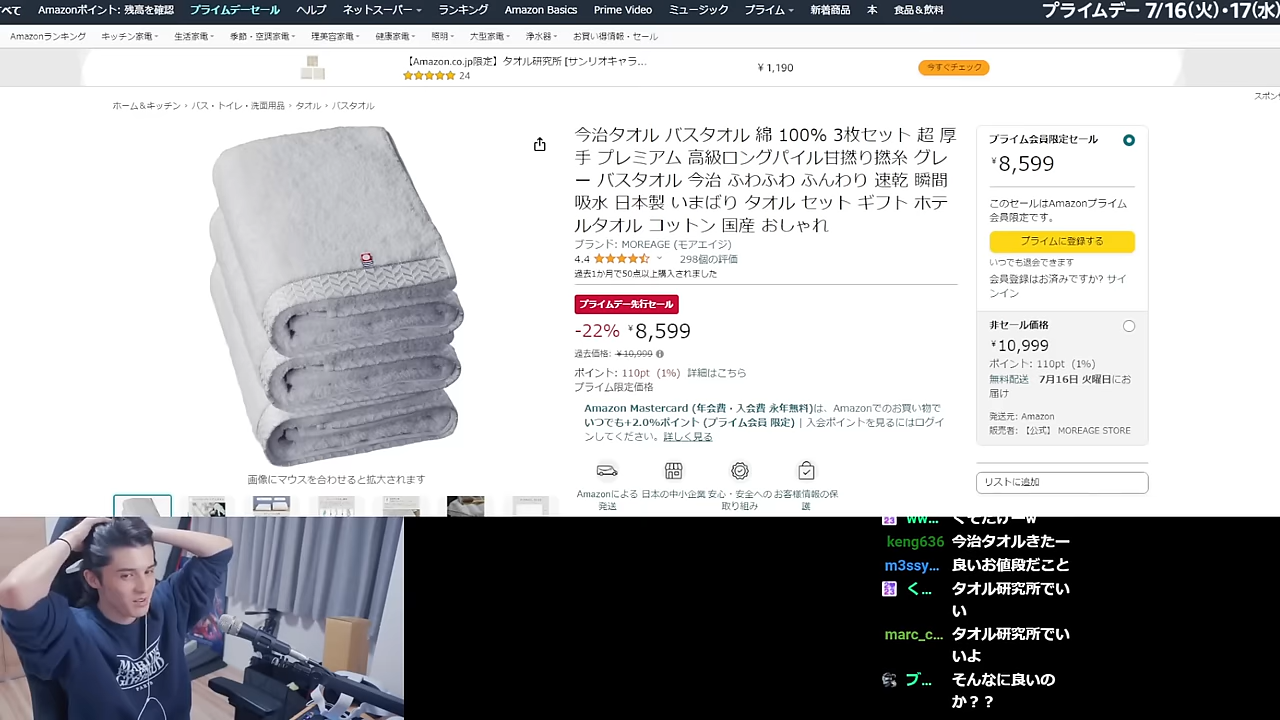 べて Amazonポイント: 残高を確認 プライムデーセール ヘルプ ネットスーパー ランキング Amazon Basics Prime Video ミュージック プライム 新着商品 本 食品&飲料
プライムデー 7/16(火)・17(水)
Amazonランキング キッチン家電 生活家電 季節・空調家電 理美容家電 健康家電 照明 大型家電 浄水器 お買い得情報・セール
【Amazon.co.jp限定】タオル研究所 [サンリオキャラ...
24
¥1,190
今すぐチェック
スポン
ホーム&キッチン › バス・トイレ・洗面用品 › タオル › バスタオル
今治タオル バスタオル 綿 100% 3枚セット 超 厚
手 プレミアム 高級ロングパイル甘撚り撚糸 グレ
ー バスタオル 今治 ふわふわ ふんわり 速乾 瞬間
吸水 日本製 いまばり タオル セット ギフト ホテ
ルタオル コットン 国産 おしゃれ
ブランド: MOREAGE (モアエイジ)
4.4 298個の評価
過去1か月で50点以上購入されました
プライムデー先行セール
-22% ¥8,599
過去価格: ¥10,999
ポイント: 110pt (1%) 詳細はこちら
プライム限定価格
Amazon Mastercard (年会費・入会費 永年無料)は、Amazonでのお買い物で
いつでも+2.0%ポイント (プライム会員 限定) | 入会ポイントを見るにはログイ
ンしてください。詳しく見る
Amazonによる
発送
日本の中小企業
安心・安全への
取り組み
お客様情報の保
護
画像にマウスを合わせると拡大されます
プライム会員限定セール
¥8,599
このセールはAmazonプライム
会員限定です。
プライムに登録する
いつでも退会できます
会員登録はお済みですか? サイ
ンイン
非セール価格
¥10,999
ポイント: 110pt (1%)
無料配送 7月16日 火曜日にお
届け
発送元: Amazon
販売者: 【公式】 MOREAGE STORE
リストに追加
ww... くそたけーw
keng636 今治タオルきたー
m3ssy... 良いお値段だこと
く... タオル研究所でい
い
marc_c... タオル研究所でい
いよ
ブ... そんなに良いの
か??